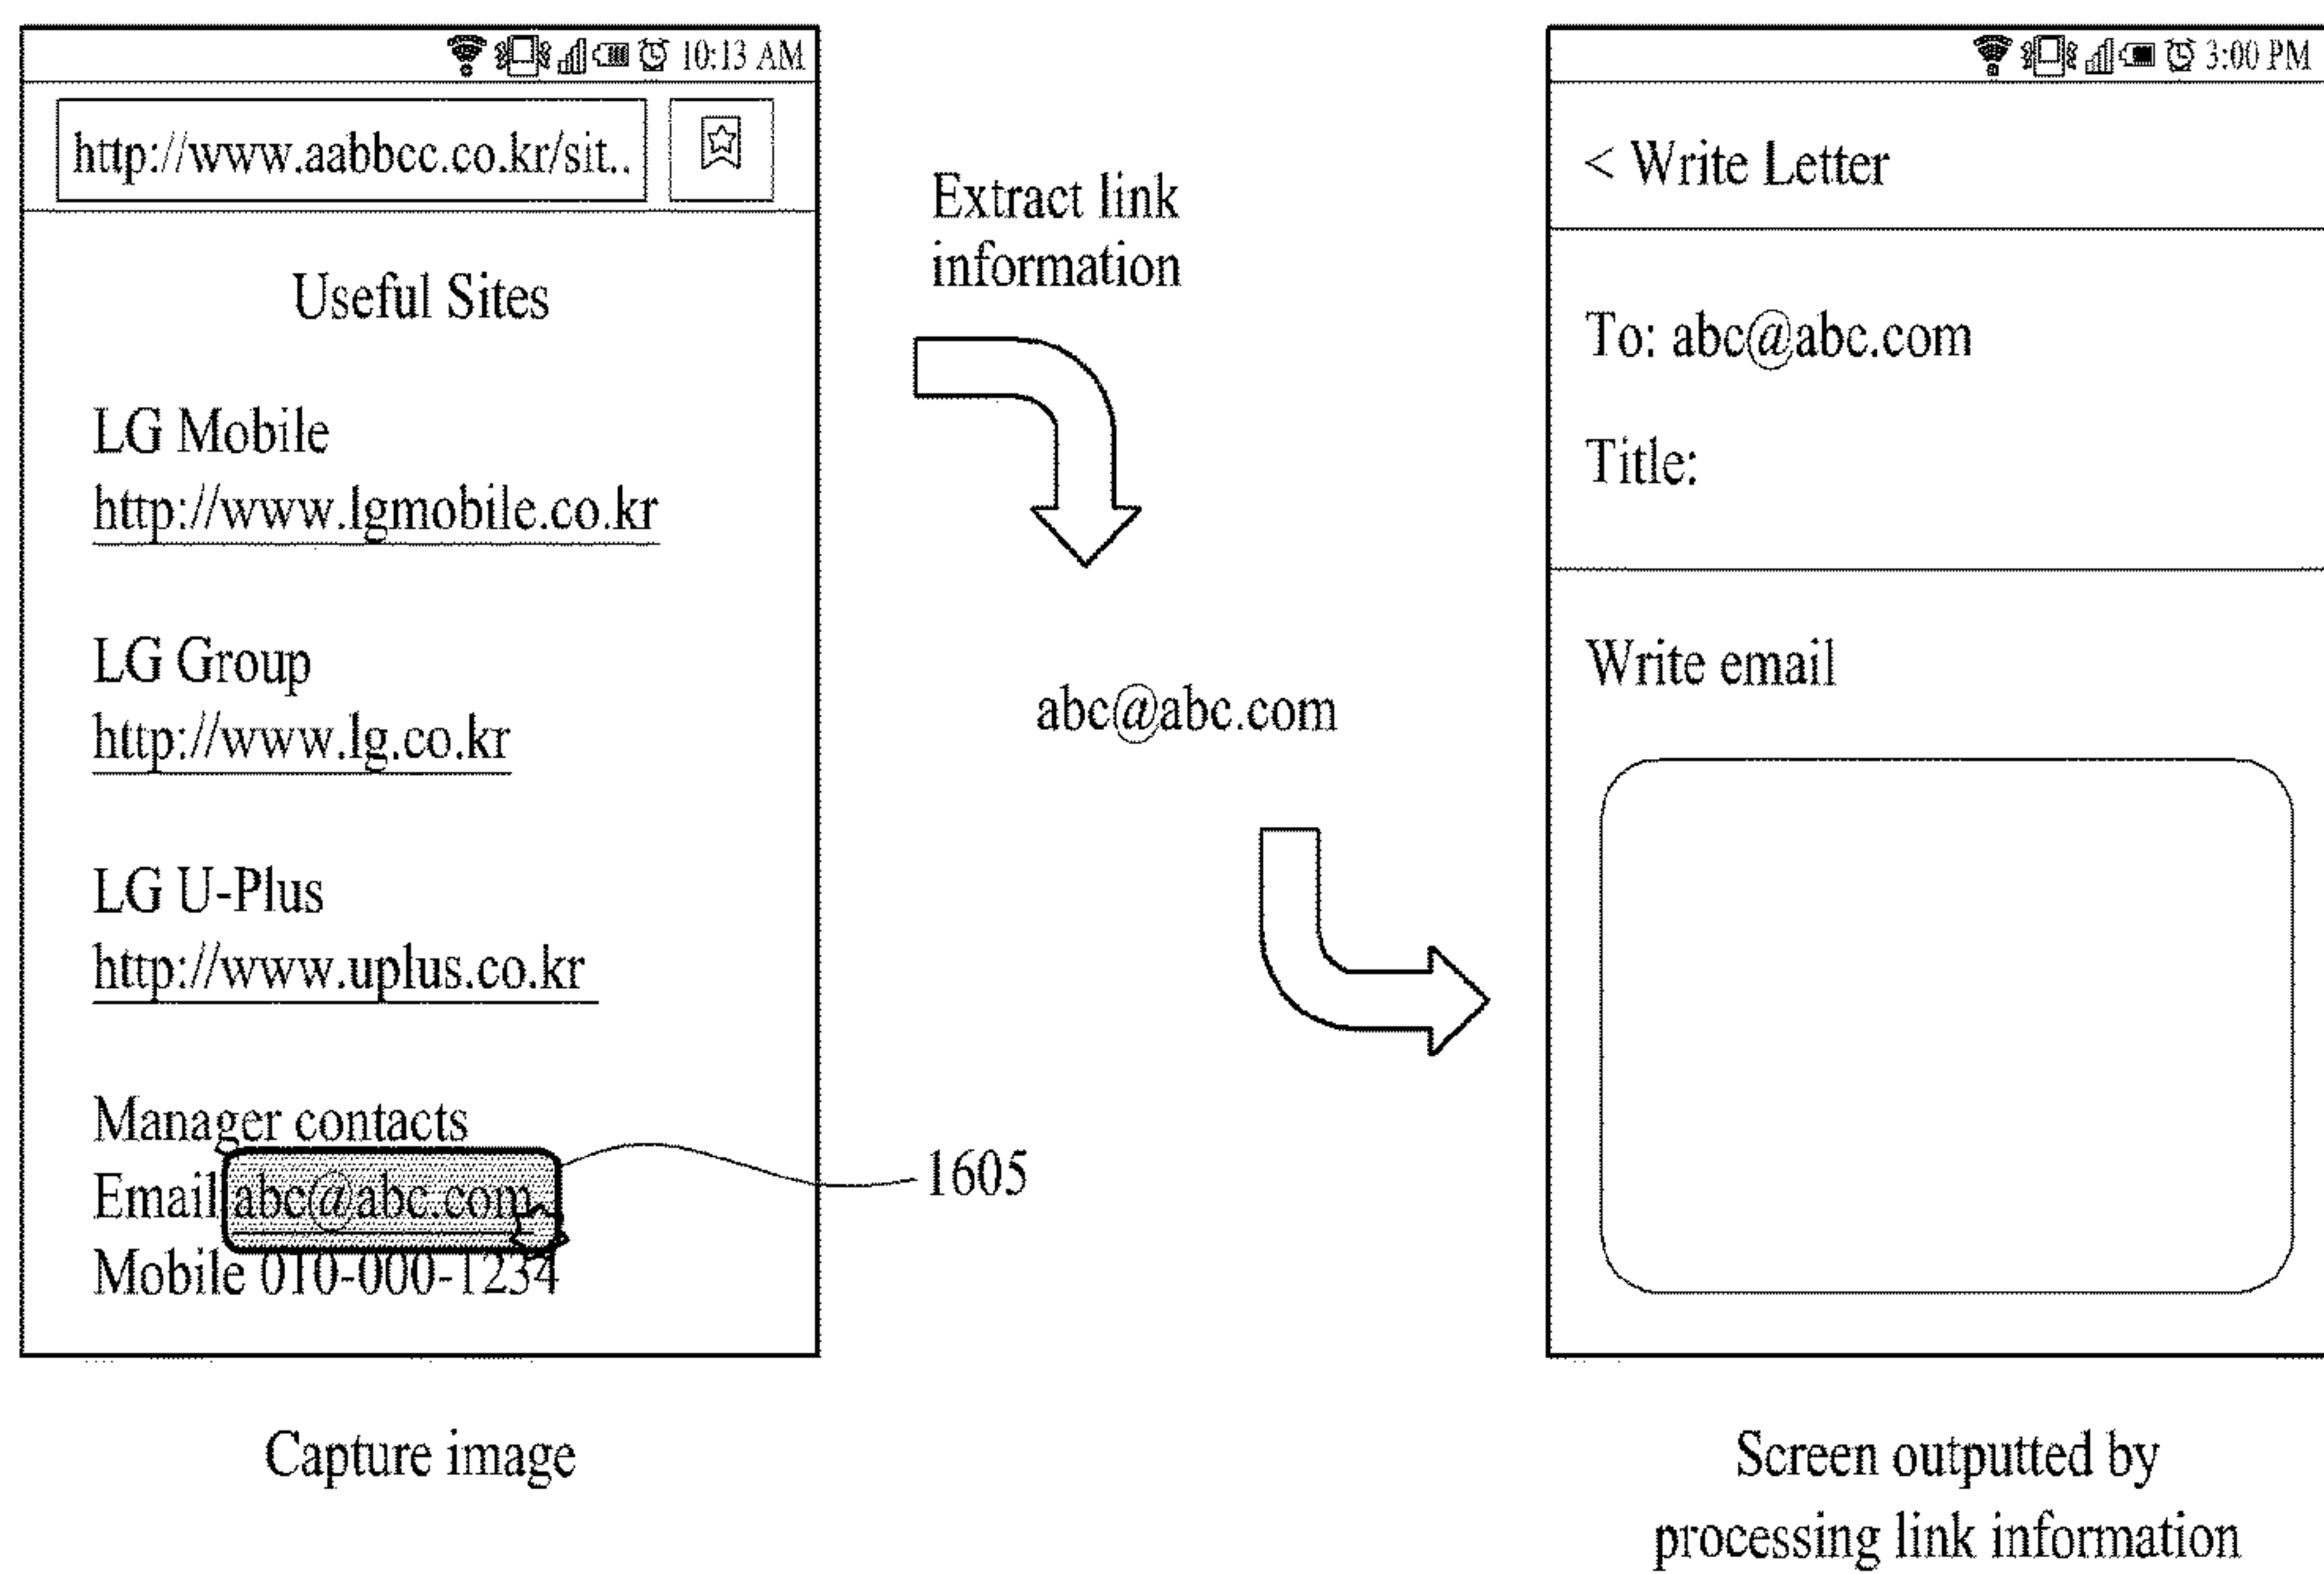 10:13 AM
http://www.aabbcc.co.kr/sit..
Useful Sites
LG Mobile
http://www.lgmobile.co.kr
LG Group
http://www.lg.co.kr
LG U-Plus
http://www.uplus.co.kr
Manager contacts
Email abc@abc.com
Mobile 010-000-1234
Capture image
Extract link
information
abc@abc.com
1605
3:00 PM
< Write Letter
To: abc@abc.com
Title:
Write email
Screen outputted by
processing link information